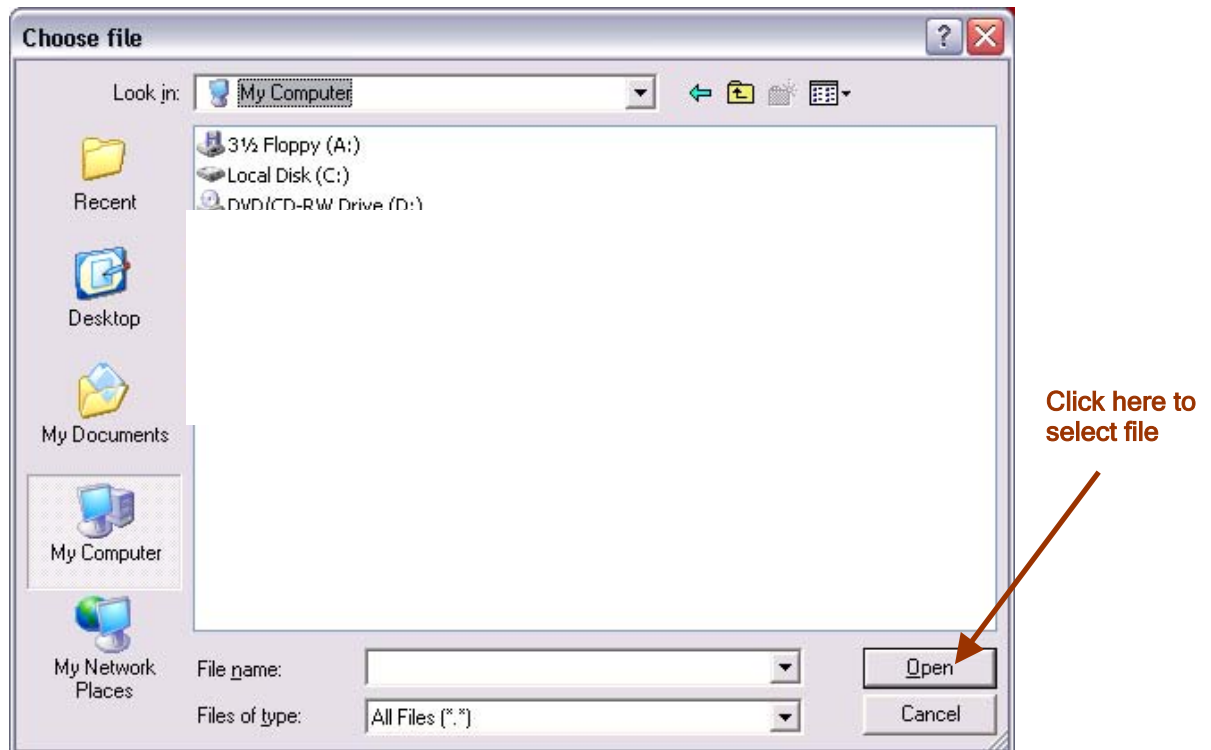 Choose file
Look in:
My Computer
3½ Floppy (A:)
Local Disk (C:)
DVD/CD-RW Drive (D:)
Recent
Desktop
My Documents
My Computer
My Network
Places
File name:
Open
Files of type:
All Files (*.*)
Cancel
Click here to
select file